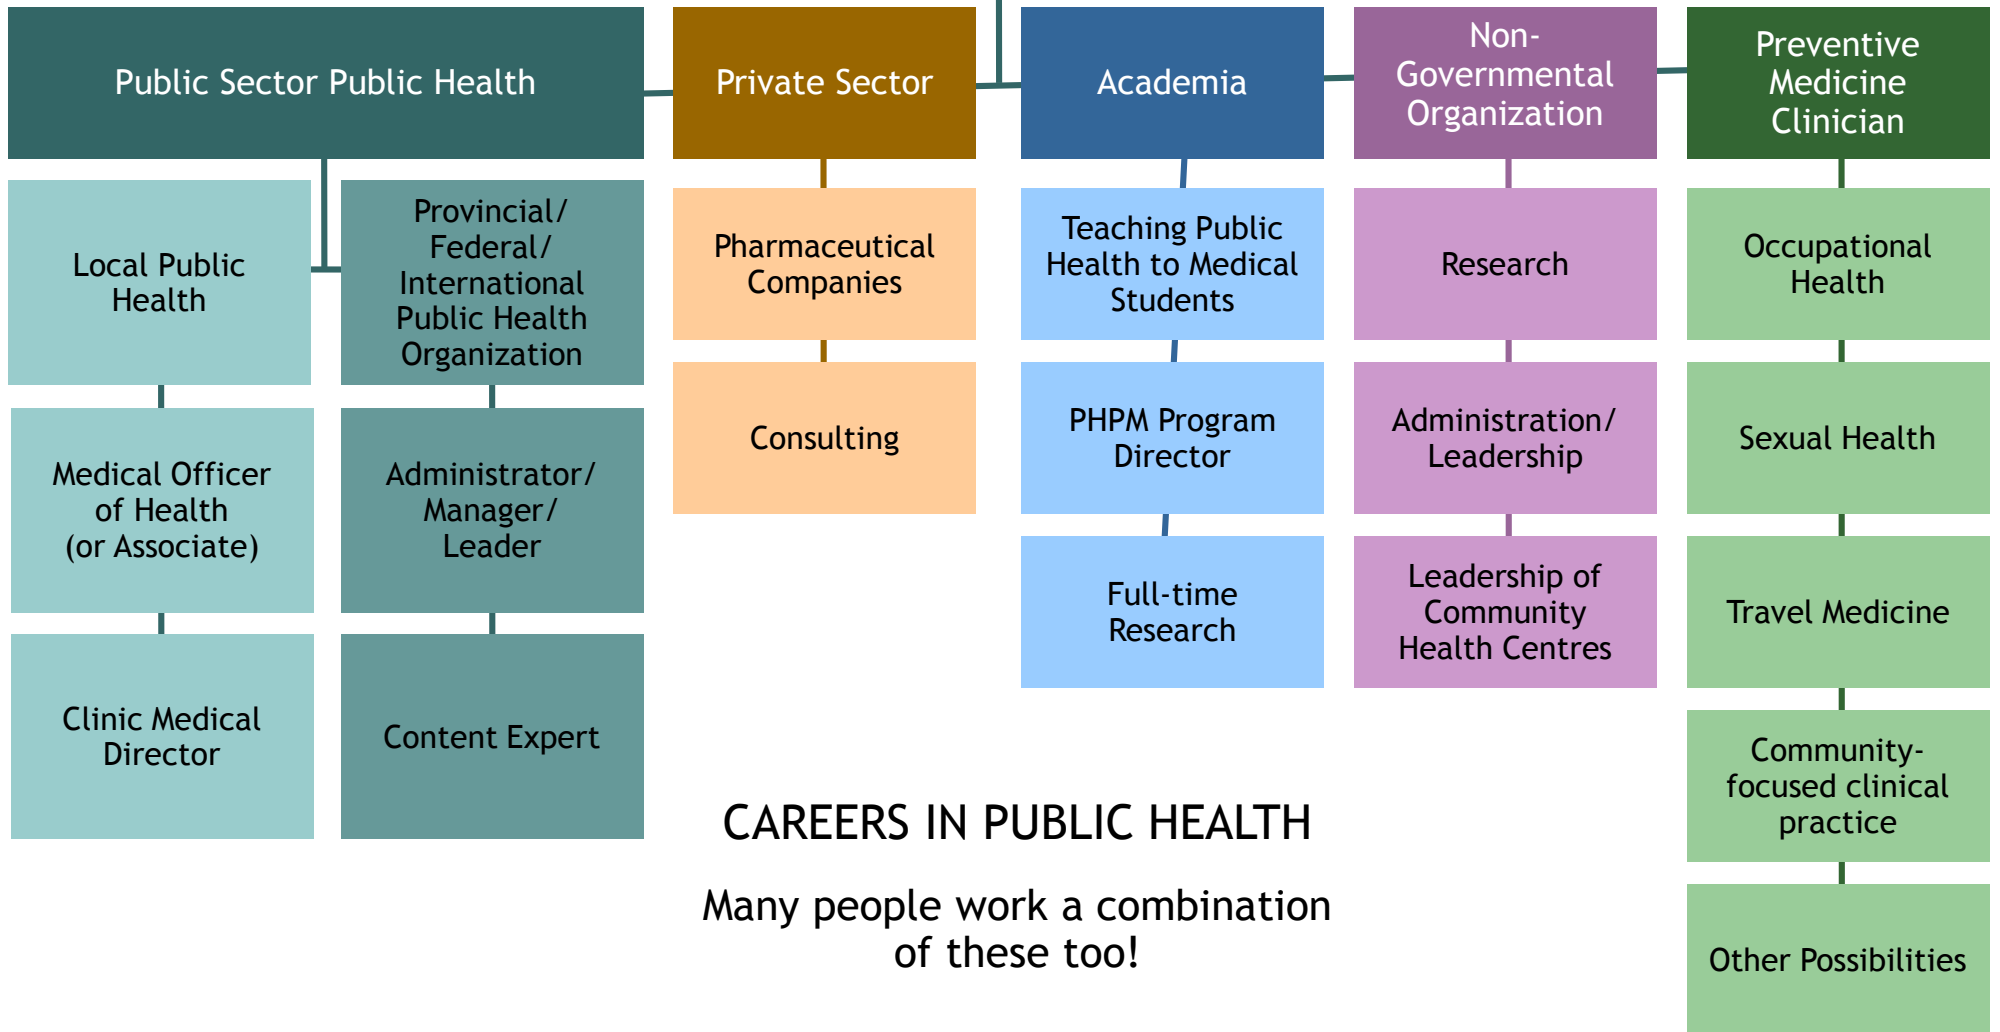 Public Sector Public Health
Local Public
Health
Medical Officer
of Health
(or Associate)
Clinic Medical
Director
Provincial/
Federal/
International
Public Health
Organization
Administrator/
Manager/
Leader
Content Expert
Private Sector
Pharmaceutical
Companies
Consulting
Academia
Teaching Public
Health to Medical
Students
PHPM Program
Director
Full-time
Research
Non-
Governmental
Organization
Research
Administration/
Leadership
Leadership of
Community
Health Centres
Preventive
Medicine
Clinician
Occupational
Health
Sexual Health
Travel Medicine
Community-
focused clinical
practice
Other Possibilities
CAREERS IN PUBLIC HEALTH
Many people work a combination
of these too!